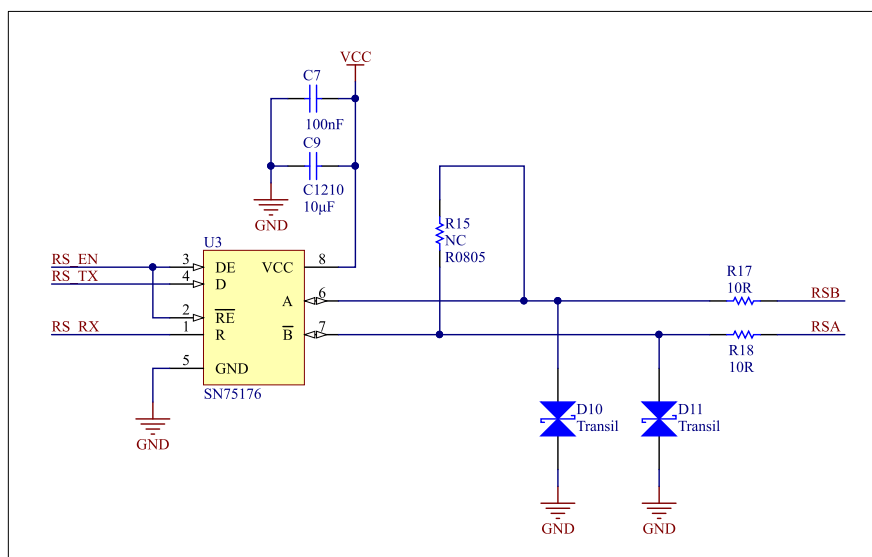 VCC
C7
100nF
C9
C1210
10µF
GND
R15
NC
R0805
U3
RS_EN
3
DE
VCC
8
RS_TX
4
D
R17
10R
A
6
RSB
2
RE
RS_RX
1
R
B
7
RSA
R18
10R
5
GND
SN75176
GND
D10
Transil
D11
Transil
GND
GND